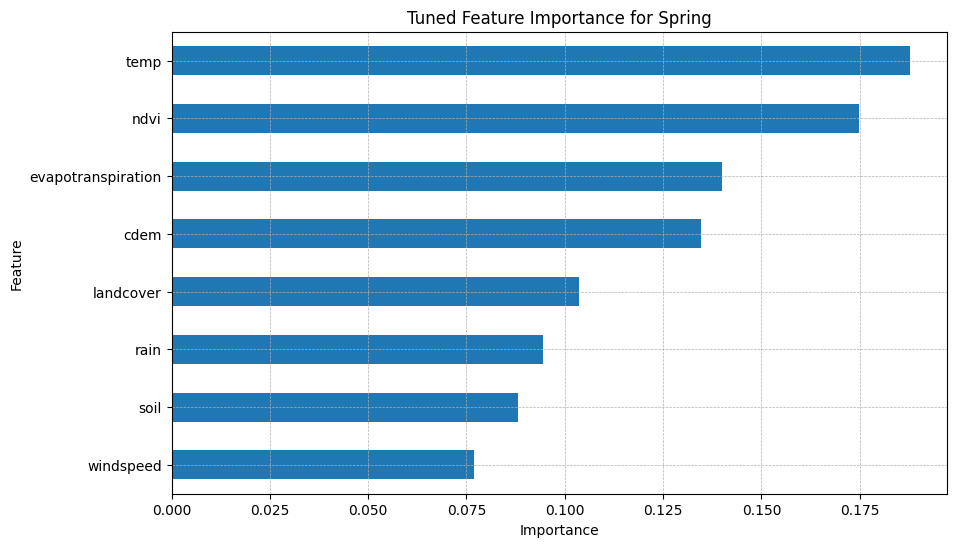 Tuned Feature Importance for Spring
temp
ndvi
evapotranspiration
cdem
landcover
rain
soil
windspeed
Feature
0.000 0.025 0.050 0.075 0.100 0.125 0.150 0.175
Importance